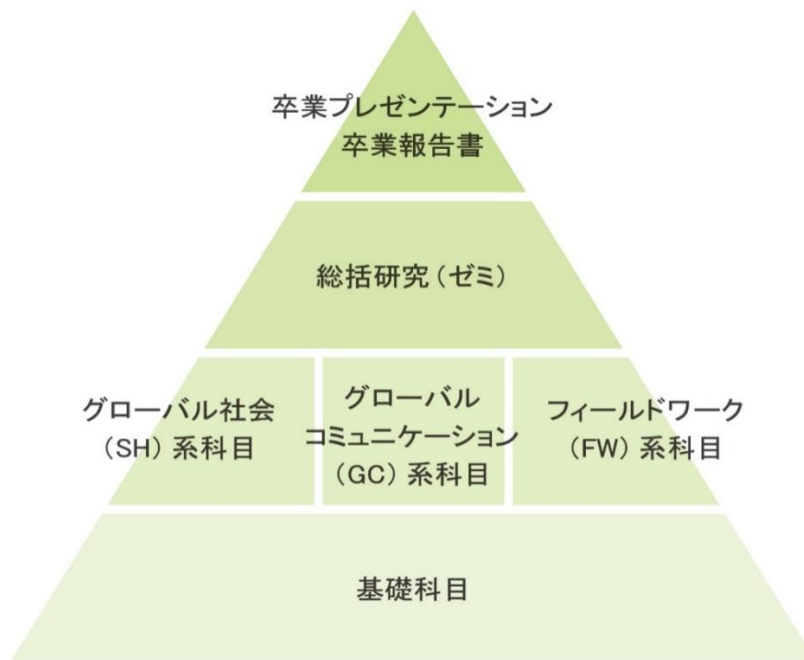 卒業プレゼンテーション
卒業報告書
総括研究（ゼミ）
グローバル社会
（SH）系科目
グローバル
コミュニケーション
（GC）系科目
フィールドワーク
（FW）系科目
基礎科目